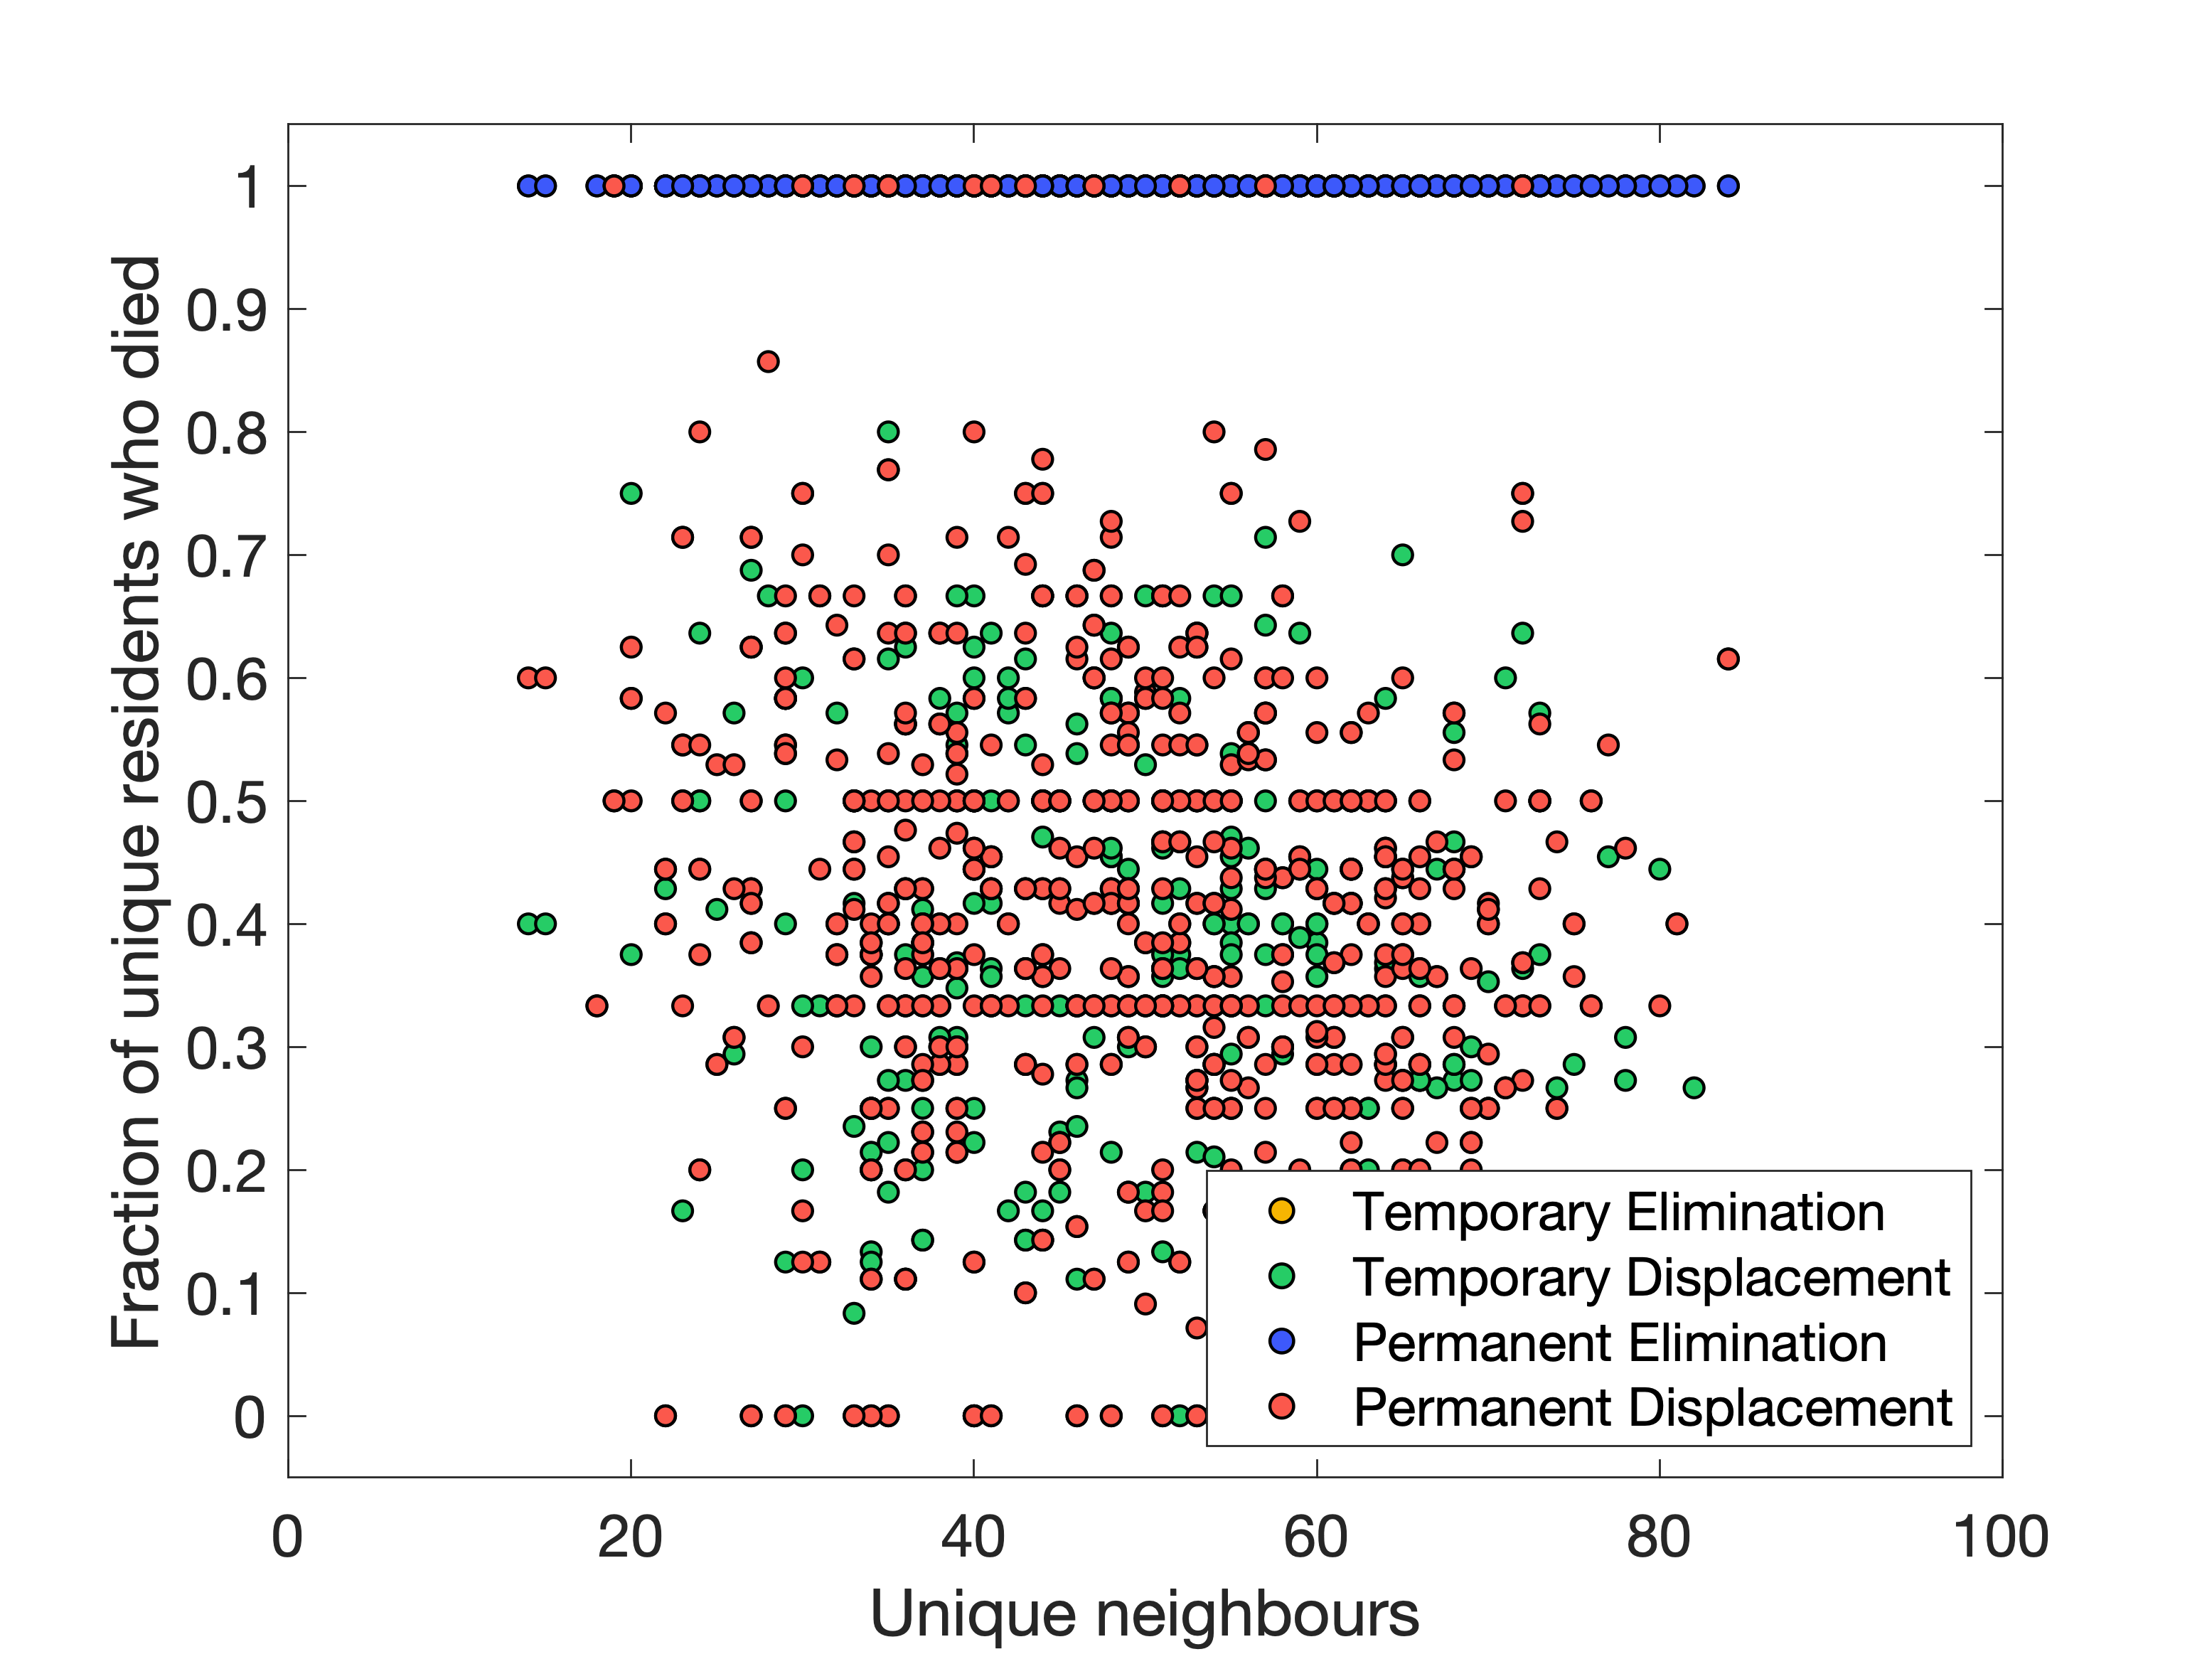 Fraction of unique residents who died
1
0.9
0.8
0.7
0.6
0.5
0.4
0.3
0.2
0.1
0
Temporary Elimination
Temporary Displacement
Permanent Elimination
Permanent Displacement
0 20 40 60 80 100
Unique neighbours